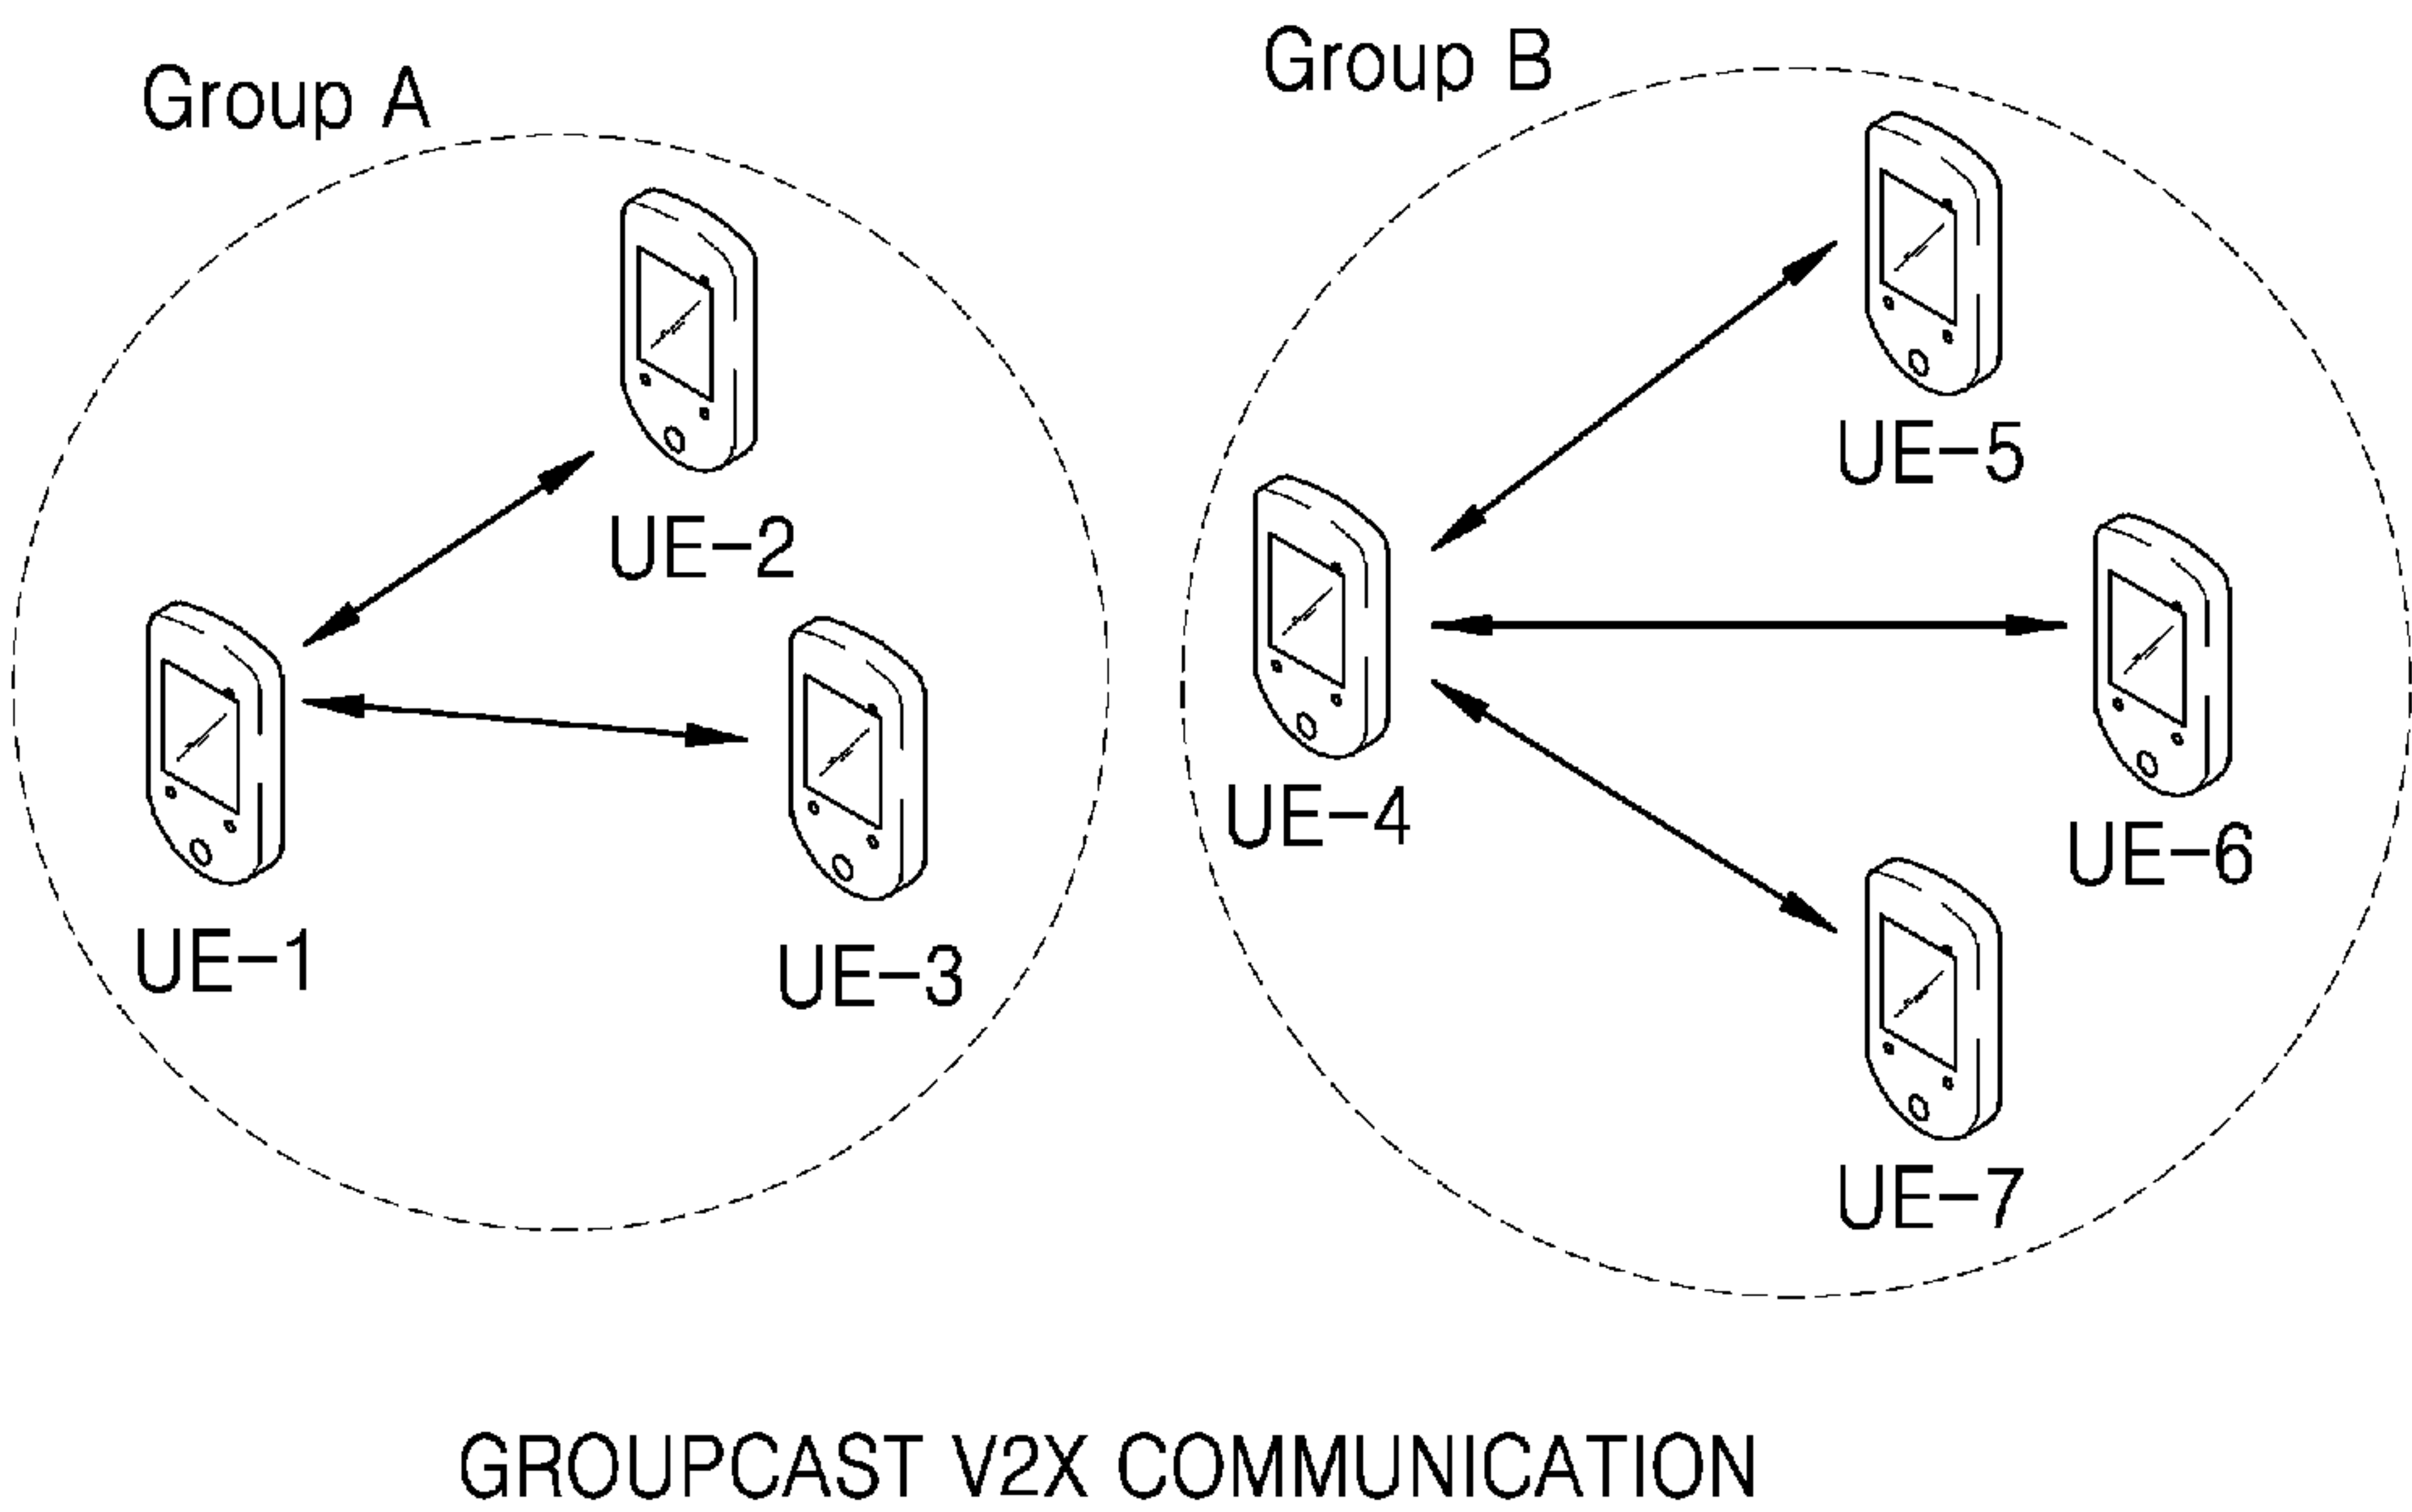 Group A
Group B
UE-1
UE-2
UE-3
UE-4
UE-5
UE-6
UE-7
GROUPCAST V2X COMMUNICATION